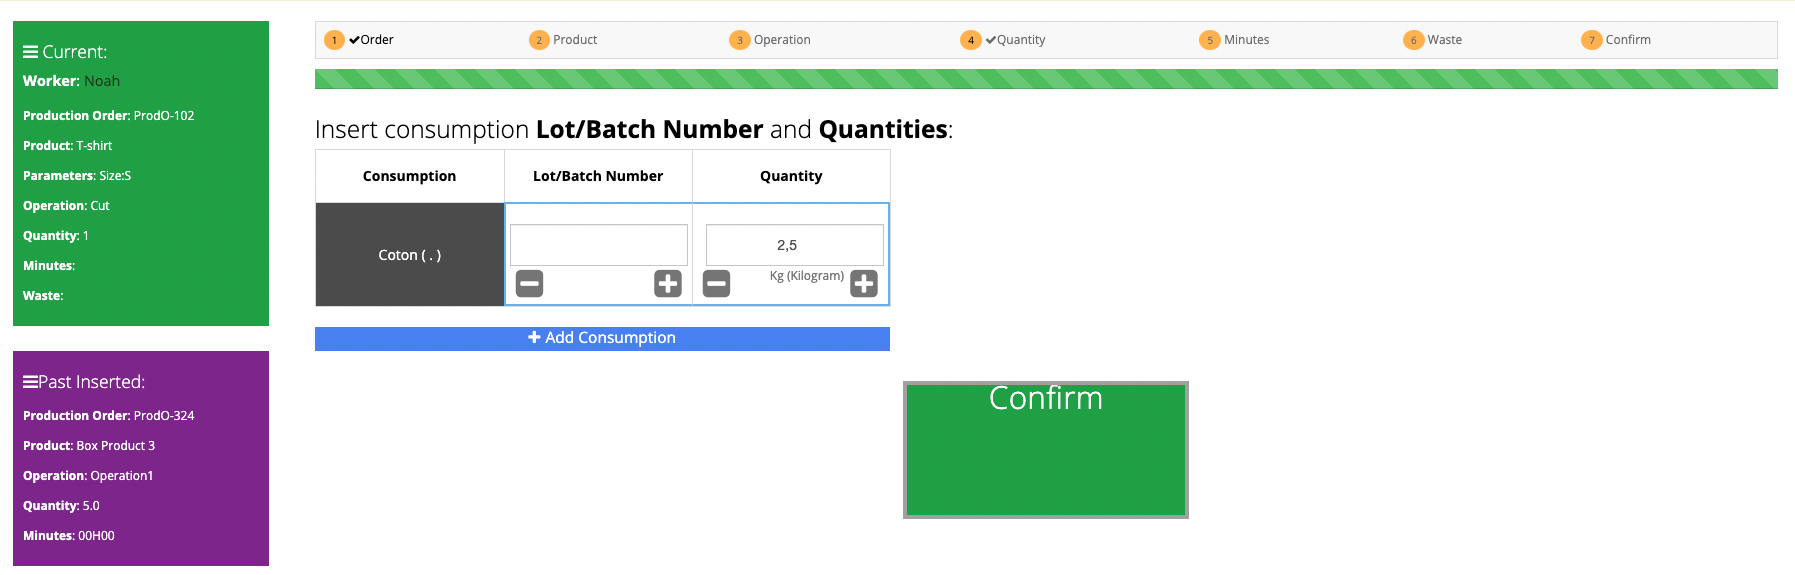 Current:
Worker: Noah
Production Order: ProdO-102
Product: T-shirt
Parameters: Size:S
Operation: Cut
Quantity: 1
Minutes:
Waste:
Past Inserted:
Production Order: ProdO-324
Product: Box Product 3
Operation: Operation1
Quantity: 5.0
Minutes: 00H00
1 Order 2 Product 3 Operation 4 Quantity 5 Minutes 6 Waste 7 Confirm
Insert consumption Lot/Batch Number and Quantities:
Consumption Lot/Batch Number Quantity
Coton ( . ) 2,5
Kg (Kilogram)
Add Consumption
Confirm